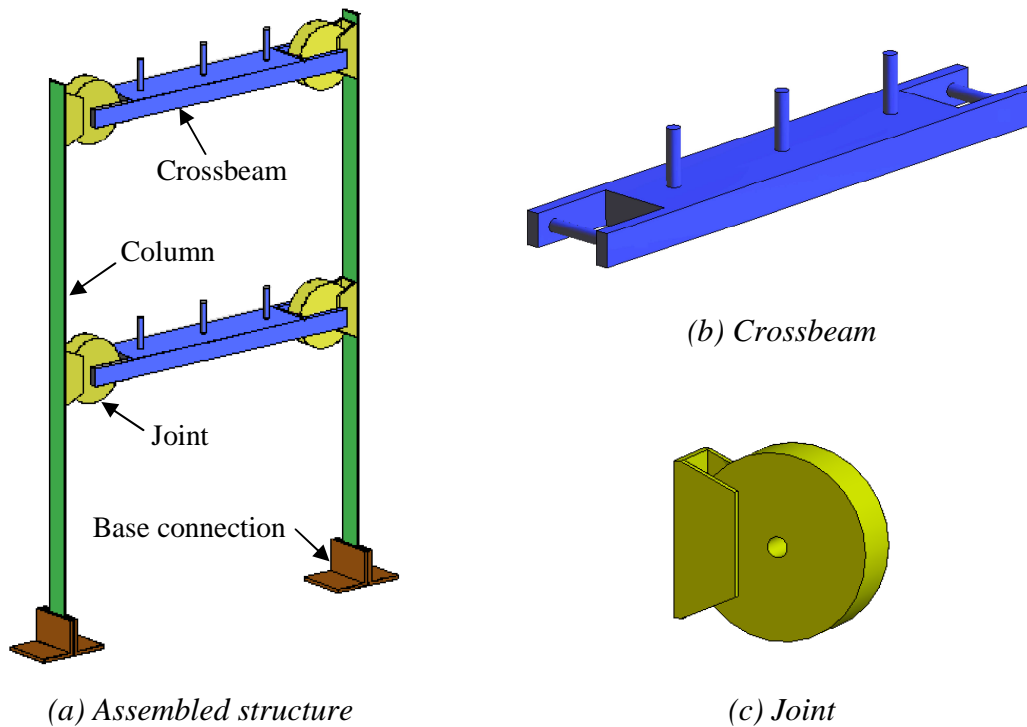 Crossbeam
Column
Joint
Base connection
(a) Assembled structure
(b) Crossbeam
(c) Joint